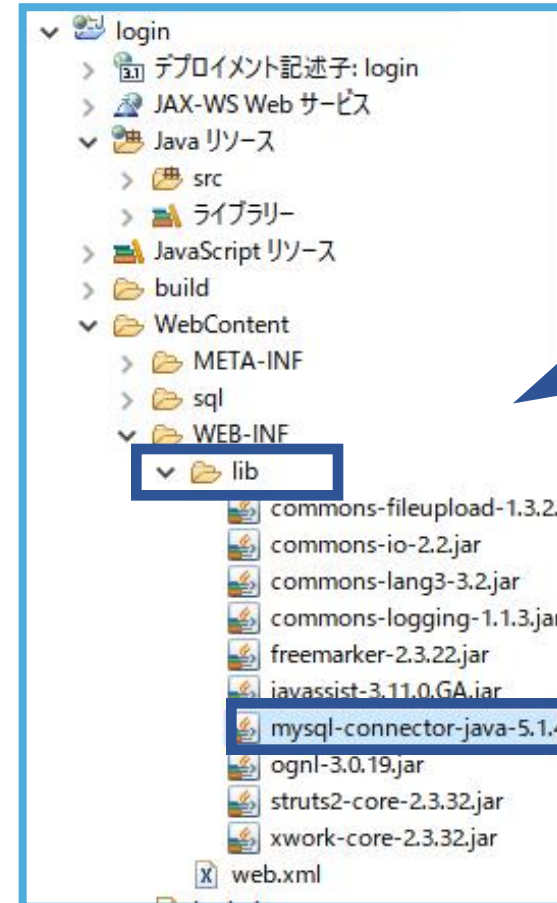 login
デプロイメント記述子: login
JAX-WS Web サービス
Java リソース
src
ライブラリー
JavaScript リソース
build
WebContent
META-INF
sql
WEB-INF
lib
commons-fileupload-1.3.2.
commons-io-2.2.jar
commons-lang3-3.2.jar
commons-logging-1.1.3.jar
freemarker-2.3.22.jar
javassist-3.11.0.GA.jar
mysql-connector-java-5.1.4
ognl-3.0.19.jar
struts2-core-2.3.32.jar
xwork-core-2.3.32.jar
web.xml